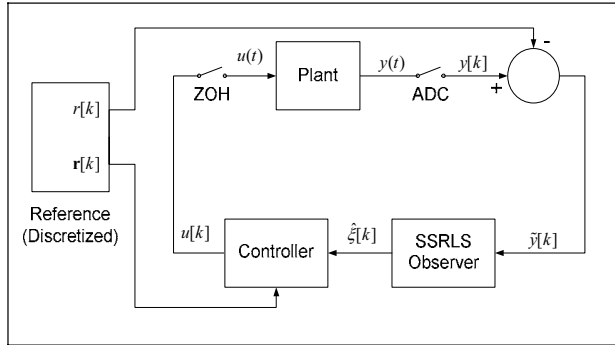 -
u(t)
Plant
y(t)
y[k]
+
ZOH
ADC
r[k]
𝐫[k]
Reference
(Discretized)
u[k]
Controller
ξ̂[k]
SSRLS
Observer
ỹ[k]